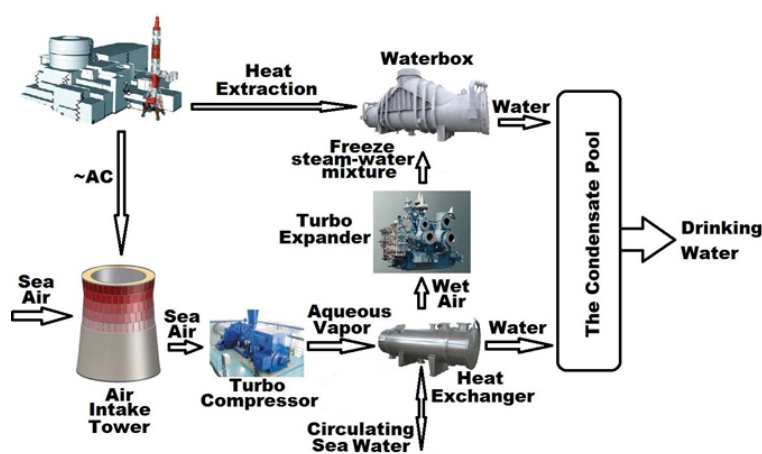 Heat
Extraction
Waterbox
Water
Freeze
steam-water
mixture
~AC
Turbo
Expander
The Condensate Pool
Drinking
Water
Sea
Air
Sea
Air
Wet
Air
Aqueous
Vapor
Water
Turbo
Compressor
Heat
Exchanger
Air
Intake
Tower
Circulating
Sea Water